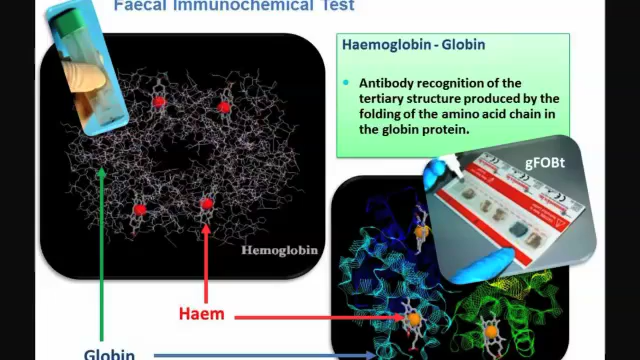 Faecal Immunochemical Test
Haemoglobin - Globin
Antibody recognition of the
tertiary structure produced by the
folding of the amino acid chain in
the globin protein.
gFOBt
Hemoglobin
Haem
Globin